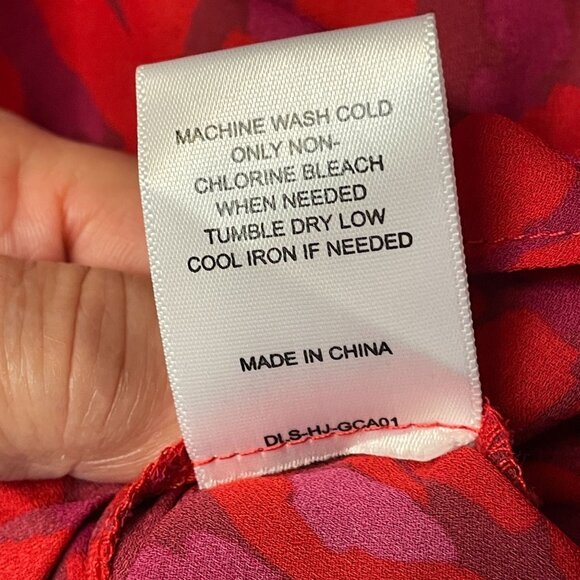 MACHINE WASH COLD
ONLY NON-
CHLORINE BLEACH
WHEN NEEDED
TUMBLE DRY LOW
COOL IRON IF NEEDED
MADE IN CHINA
DLS-HJ-GCA01